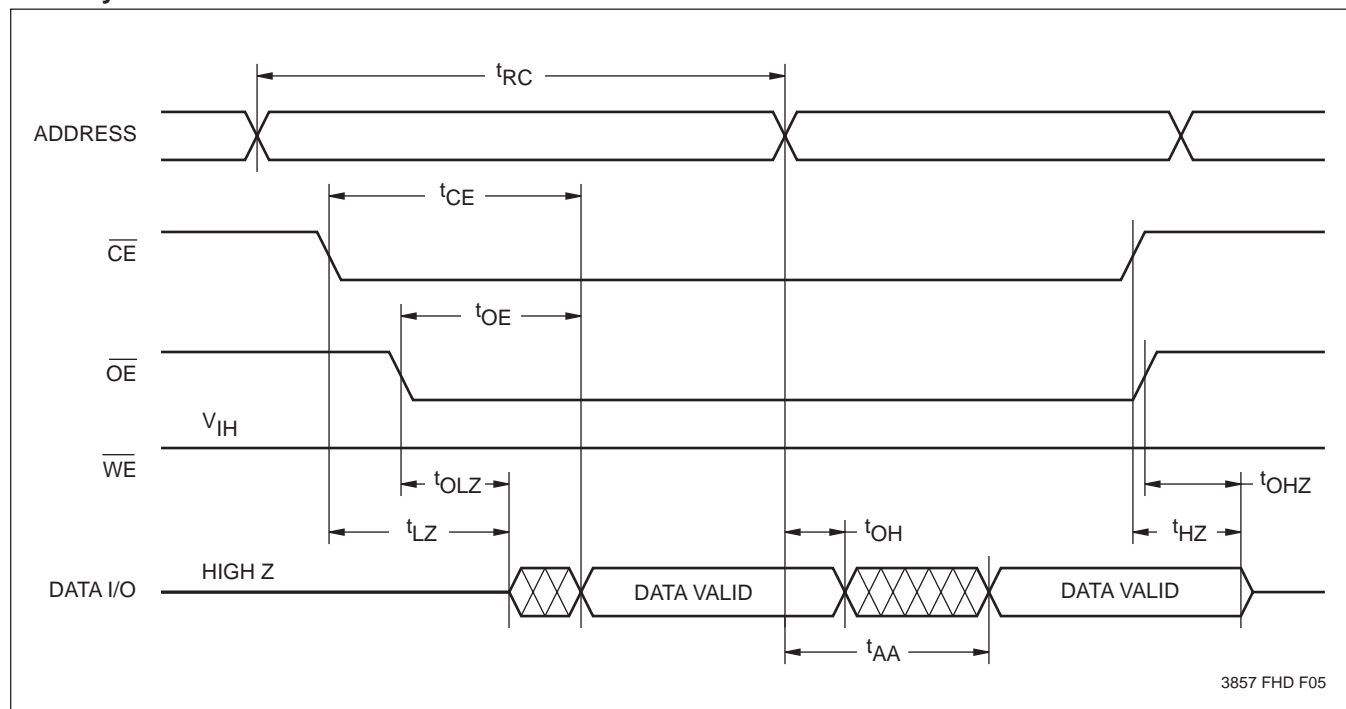 tRC
ADDRESS
tCE
CE
tOE
OE
VIH
WE
tOLZ
tOHZ
tLZ
tOH
tHZ
DATA I/O
HIGH Z
DATA VALID
DATA VALID
tAA
3857 FHD F05